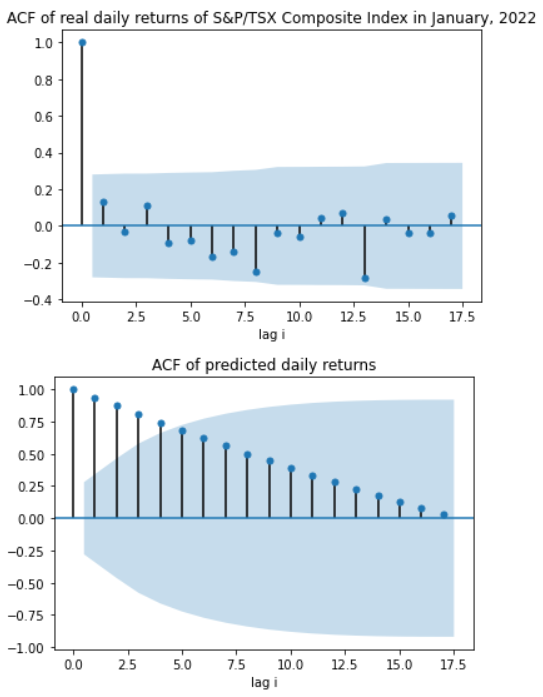 ACF of real daily returns of S&P/TSX Composite Index in January, 2022
1.0
0.8
0.6
0.4
0.2
0.0
−0.2
−0.4
0.0 2.5 5.0 7.5 10.0 12.5 15.0 17.5
lag i
ACF of predicted daily returns
1.00
0.75
0.50
0.25
0.00
−0.25
−0.50
−0.75
−1.00
0.0 2.5 5.0 7.5 10.0 12.5 15.0 17.5
lag i